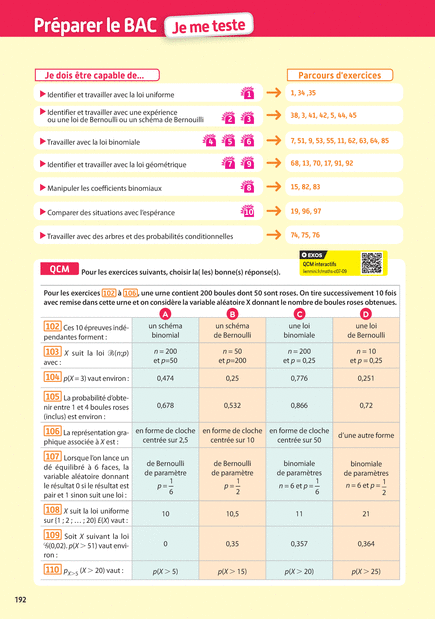 Préparer le BAC Je me teste
Je dois être capable de... Parcours d'exercices
Identifier et travailler avec la loi uniforme 1 1, 34 ,35
Identifier et travailler avec une expérience
ou une loi de Bernoulli ou un schéma de Bernoulli 2 3 38, 3, 41, 42, 5, 44, 45
Travailler avec la loi binomiale 4 5 6 7, 51, 9, 53, 55, 11, 62, 63, 64, 85
Identifier et travailler avec la loi géométrique 7 9 68, 13, 70, 17, 91, 92
Manipuler les coefficients binomiaux 8 15, 82, 83
Comparer des situations avec l'espérance 10 19, 96, 97
Travailler avec des arbres et des probabilités conditionnelles 74, 75, 76
QCM Pour les exercices suivants, choisir la( les) bonne(s) réponse(s).
EXOS
QCM interactifs
Pour les exercices 102 à 106, une urne contient 200 boules dont 50 sont roses. On tire successivement 10 fois
avec remise dans cette urne et on considère la variable aléatoire X donnant le nombre de boules roses obtenues.
A B C D
102 Ces 10 épreuves indé-
pendantes forment :
un schéma
binomial
un schéma
de Bernoulli
une loi
binomiale
une loi
de Bernoulli
103 X suit la loi ℬ(n;p)
avec :
n = 200
et p=50
n = 50
et p=200
n = 200
et p = 0,25
n = 10
et p = 0,25
104 p(X = 3) vaut environ : 0,474 0,25 0,776 0,251
105 La probabilité d'obte-
nir entre 1 et 4 boules roses
(inclus) est environ :
0,678 0,532 0,866 0,72
106 La représentation gra-
phique associée à X est :
en forme de cloche
centrée sur 2,5
en forme de cloche
centrée sur 10
en forme de cloche
centrée sur 50
d'une autre forme
107 Lorsque l'on lance un
dé équilibré à 6 faces, la
variable aléatoire donnant
le résultat 0 si le résultat est
pair et 1 sinon suit une loi :
de Bernoulli
de paramètre
p = 1/6
de Bernoulli
de paramètre
p = 1/2
binomiale
de paramètres
n = 6 et p = 1/6
binomiale
de paramètres
n = 6 et p = 1/2
108 X suit la loi uniforme
sur {1 ; 2 ; … ; 20} E(X) vaut :
10 10,5 11 21
109 Soit X suivant la loi
𝒢(0,02). p(X > 51) vaut envi-
ron :
0 0,35 0,357 0,364
110 pX>5 (X > 20) vaut : p(X > 5) p(X > 15) p(X > 20) p(X > 25)
192